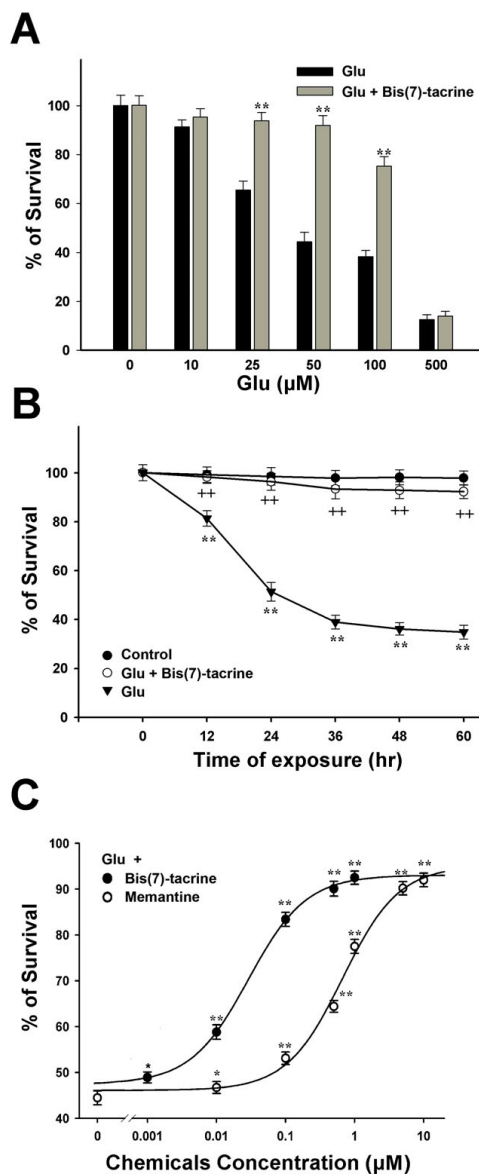 A
Glu
Glu + Bis(7)-tacrine
% of Survival
100
80
60
40
20
0
**
**
**
0 10 25 50 100 500
Glu (µM)
B
% of Survival
100
80
60
40
20
0
++ ++ ++ ++ ++
** ** ** ** **
Control
Glu + Bis(7)-tacrine
Glu
0 12 24 36 48 60
Time of exposure (hr)
C
Glu +
Bis(7)-tacrine
Memantine
% of Survival
100
90
80
70
60
50
40
* ** ** ** **
* ** ** ** ** **
0 0.001 0.01 0.1 1 10
Chemicals Concentration (µM)